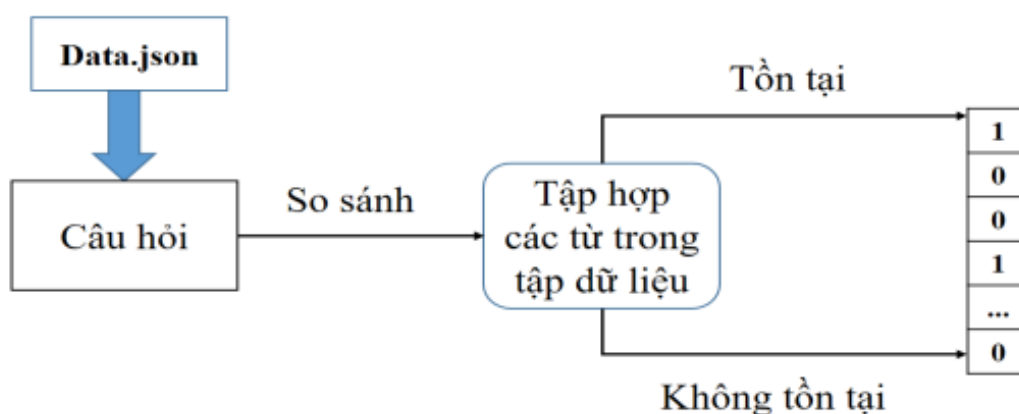 Data.json
Câu hỏi
So sánh
Tập hợp
các từ trong
tập dữ liệu
Tồn tại
Không tồn tại
1
0
0
1
...
0